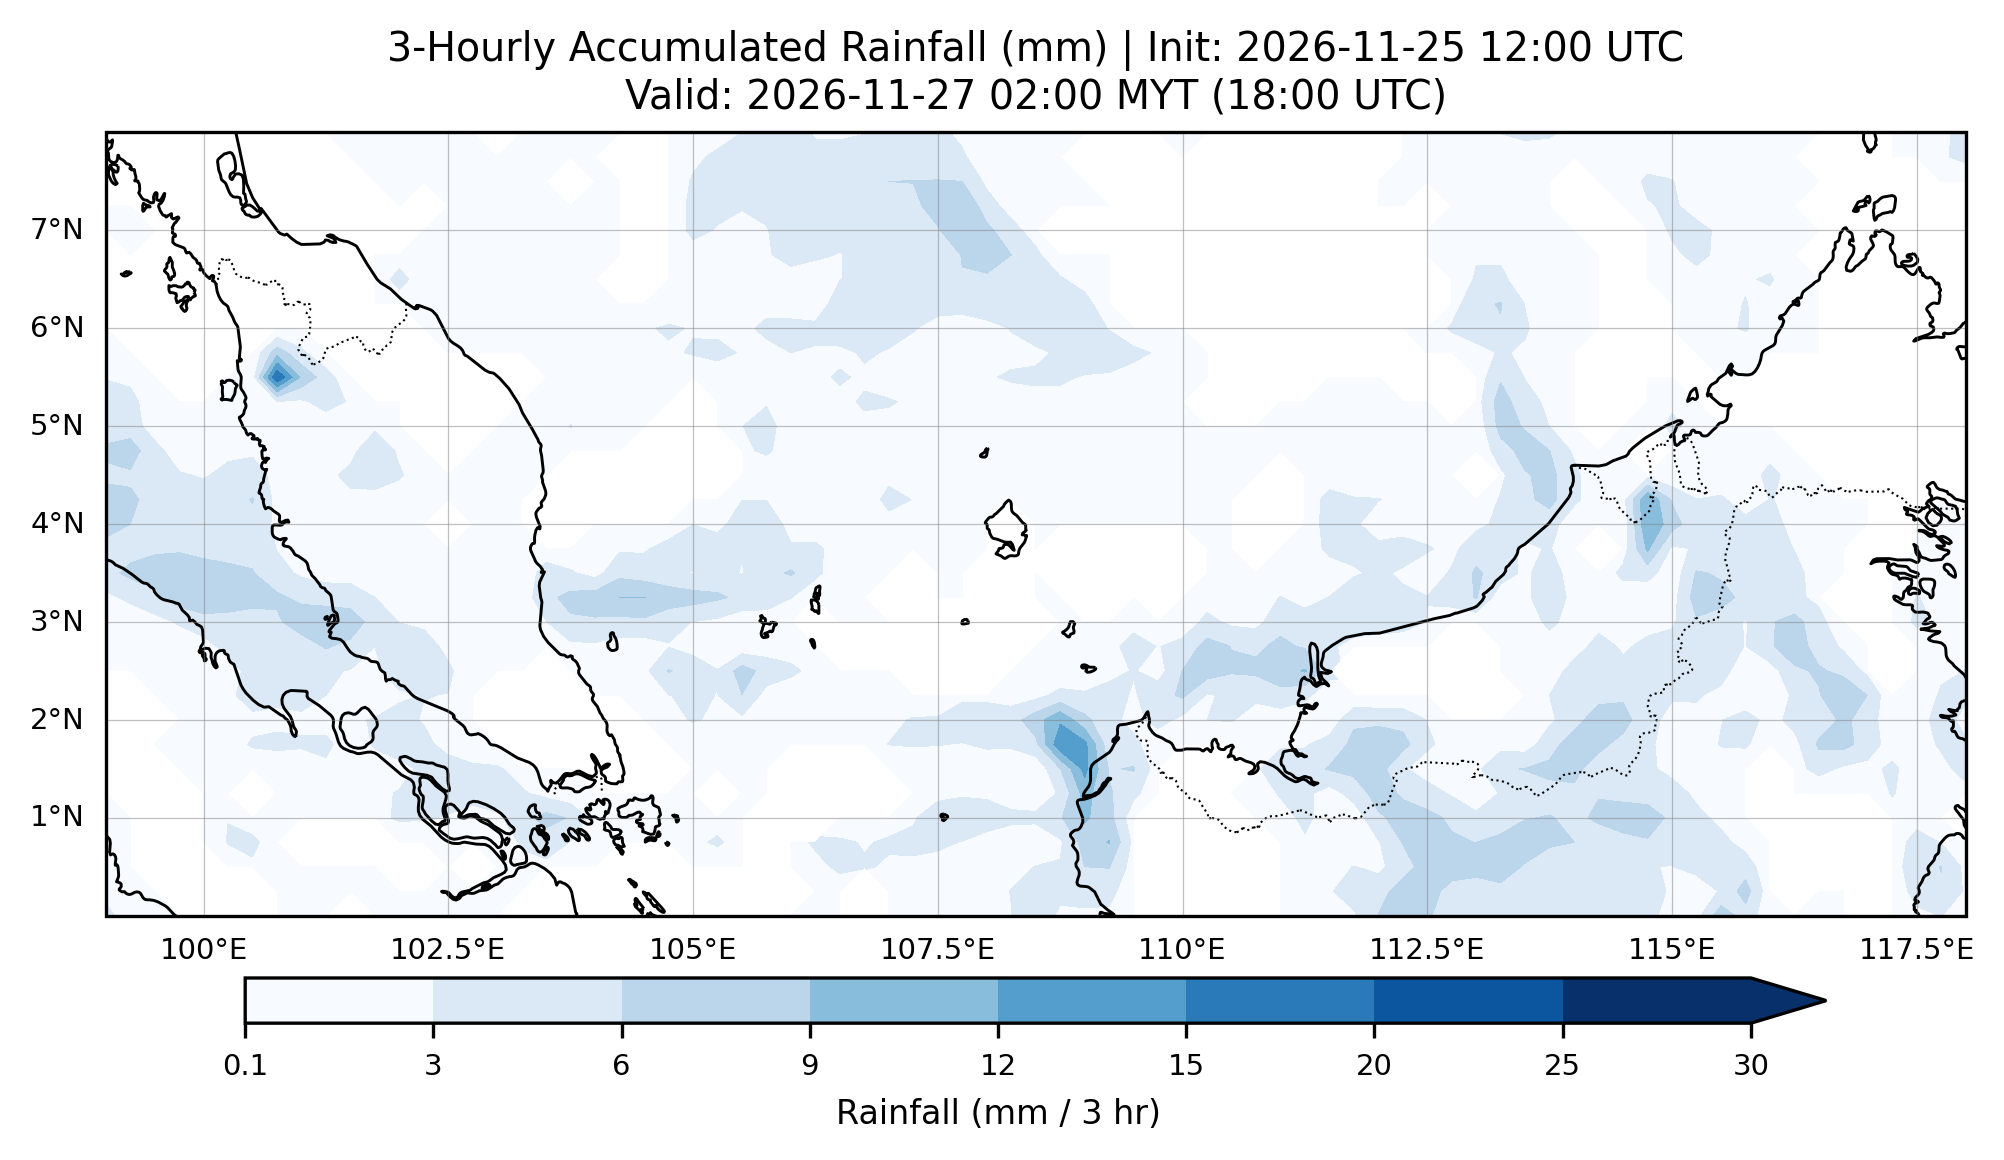 3-Hourly Accumulated Rainfall (mm) | Init: 2026-11-25 12:00 UTC
Valid: 2026-11-27 02:00 MYT (18:00 UTC)
7°N
6°N
5°N
4°N
3°N
2°N
1°N
100°E 102.5°E 105°E 107.5°E 110°E 112.5°E 115°E 117.5°E
0.1 3 6 9 12 15 20 25 30
Rainfall (mm / 3 hr)